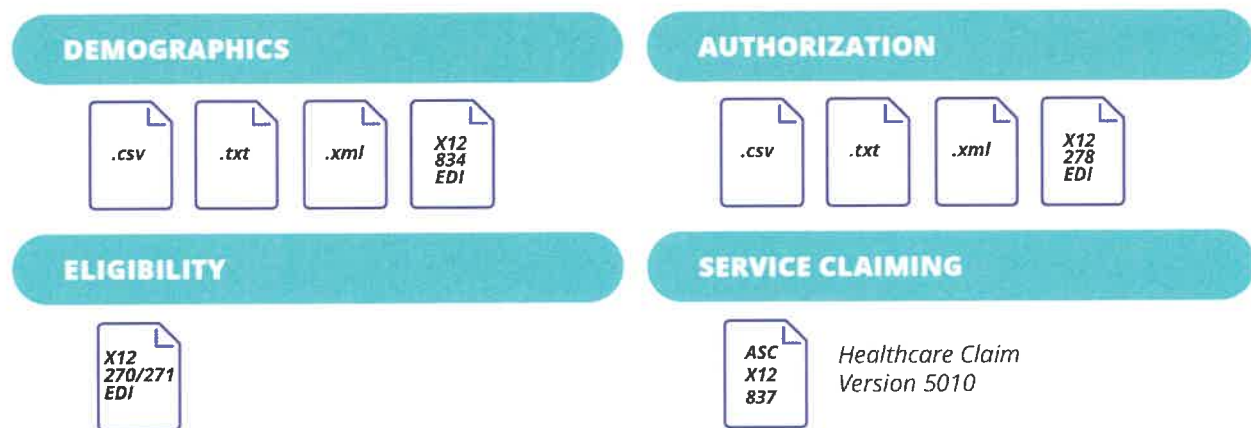 DEMOGRAPHICS
.csv
.txt
.xml
X12
834
EDI
AUTHORIZATION
.csv
.txt
.xml
X12
278
EDI
ELIGIBILITY
X12
270/271
EDI
SERVICE CLAIMING
ASC
X12
837
Healthcare Claim
Version 5010